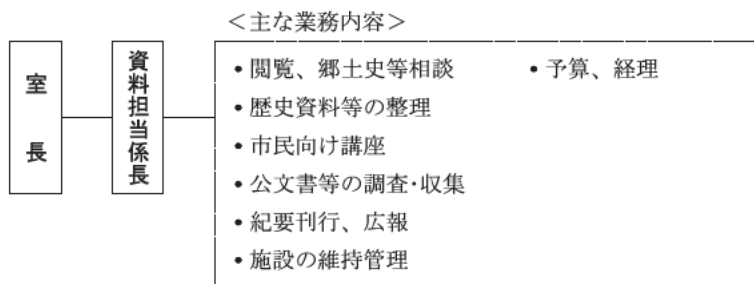 <主な業務内容>
室長
資料担当係長
•閲覧、郷土史等相談
•歴史資料等の整理
•市民向け講座
•公文書等の調査・収集
•紀要刊行、広報
•施設の維持管理
•予算、経理